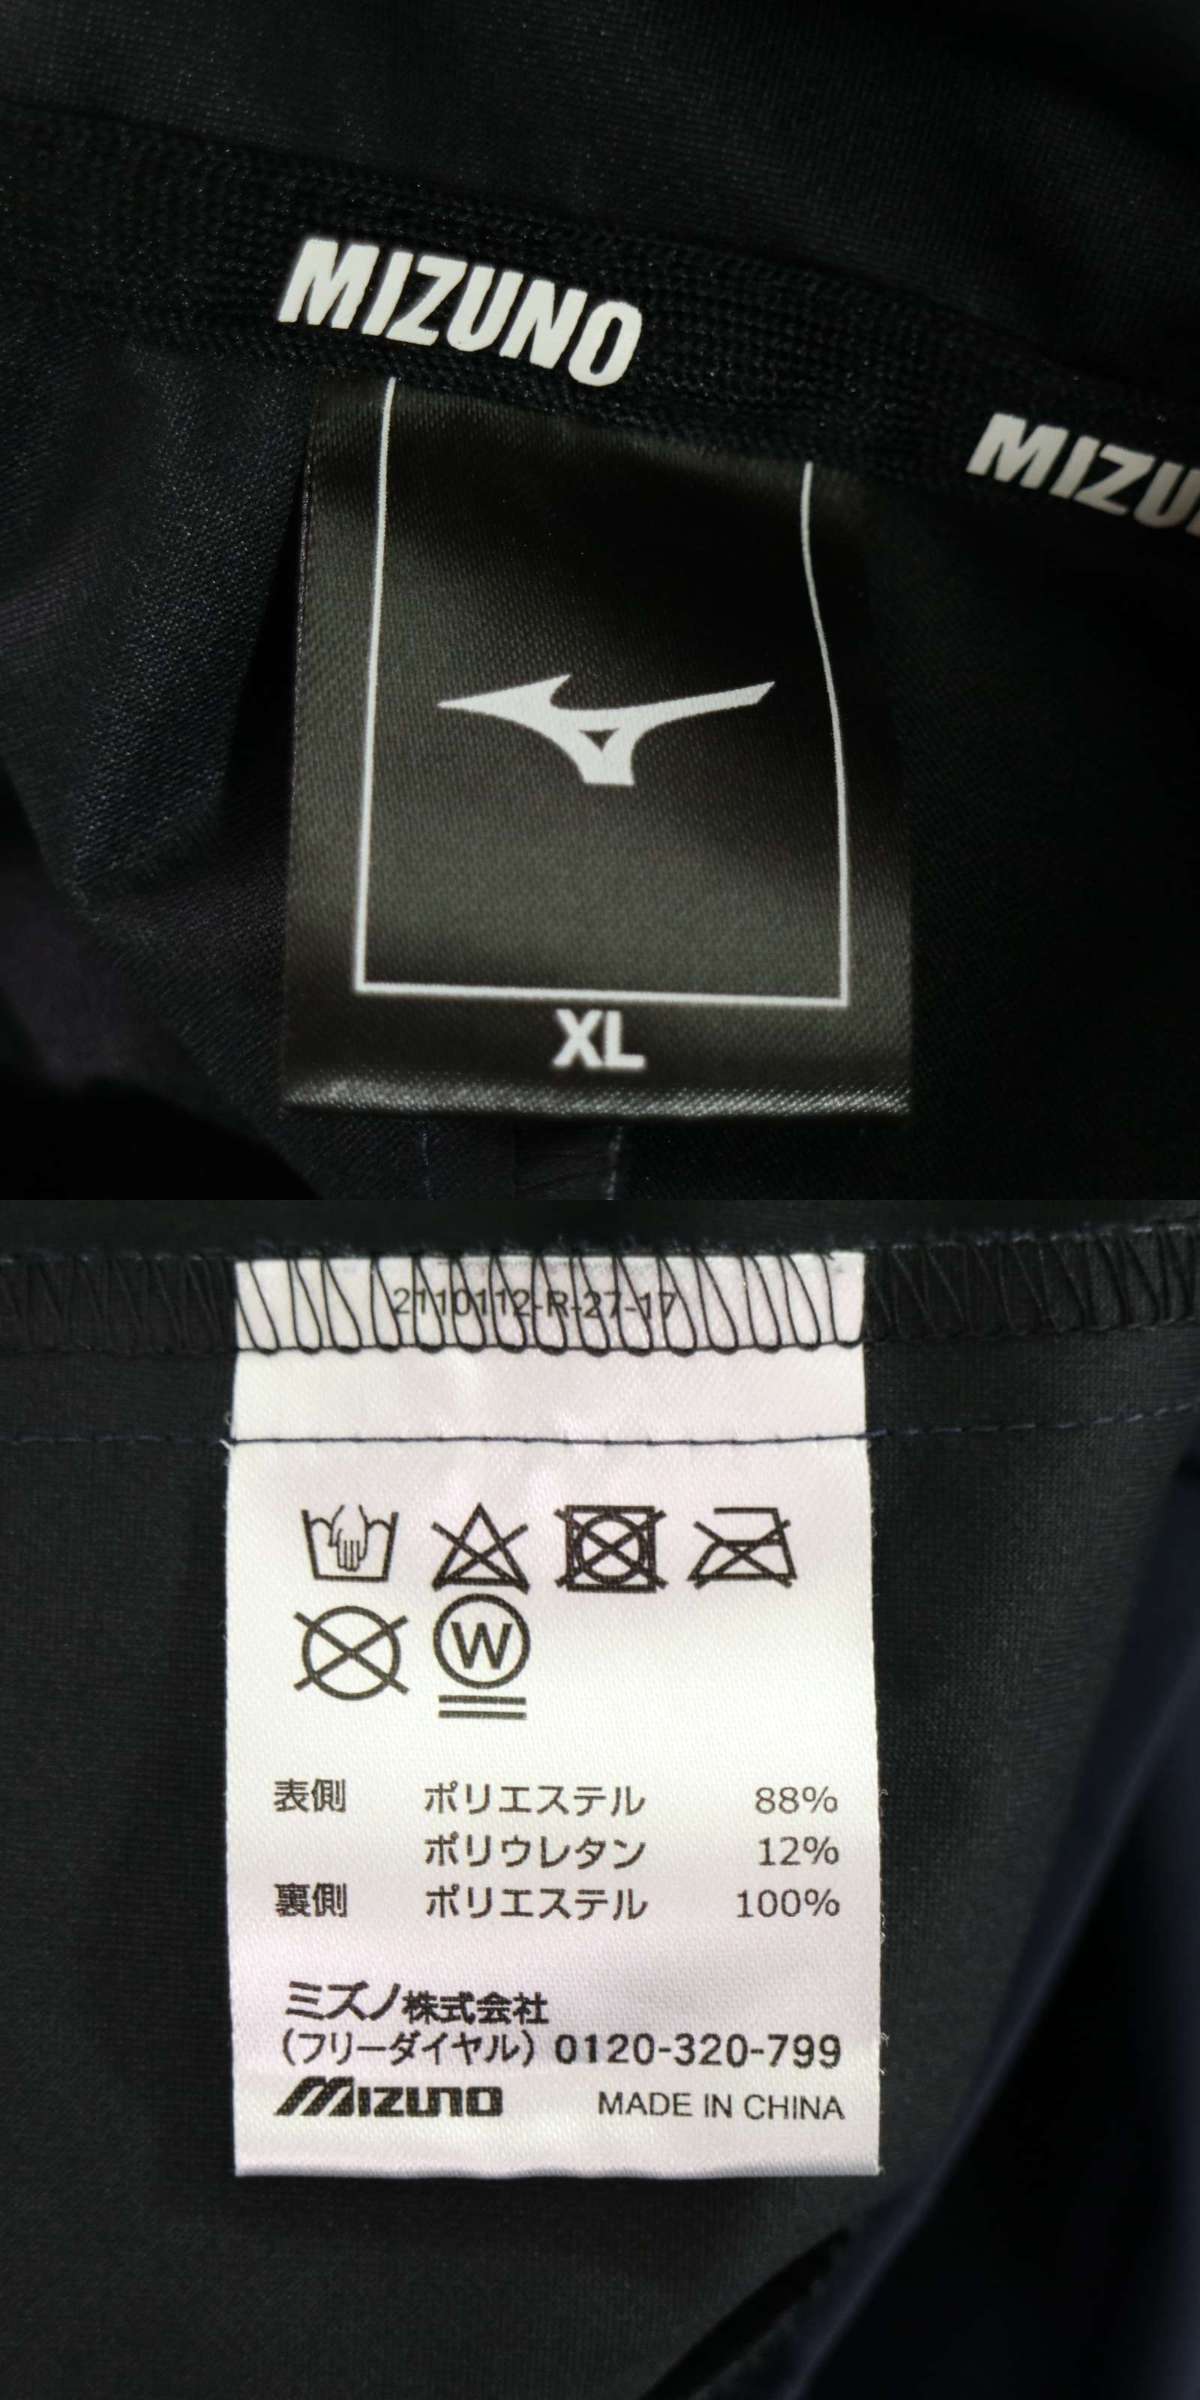 MIZUNO
MIZU
XL
2110112-R-27-17
W
表側 ポリエステル 88%
ポリウレタン 12%
裏側 ポリエステル 100%
ミズノ株式会社
(フリーダイヤル) 0120-320-799
MIZUNO MADE IN CHINA